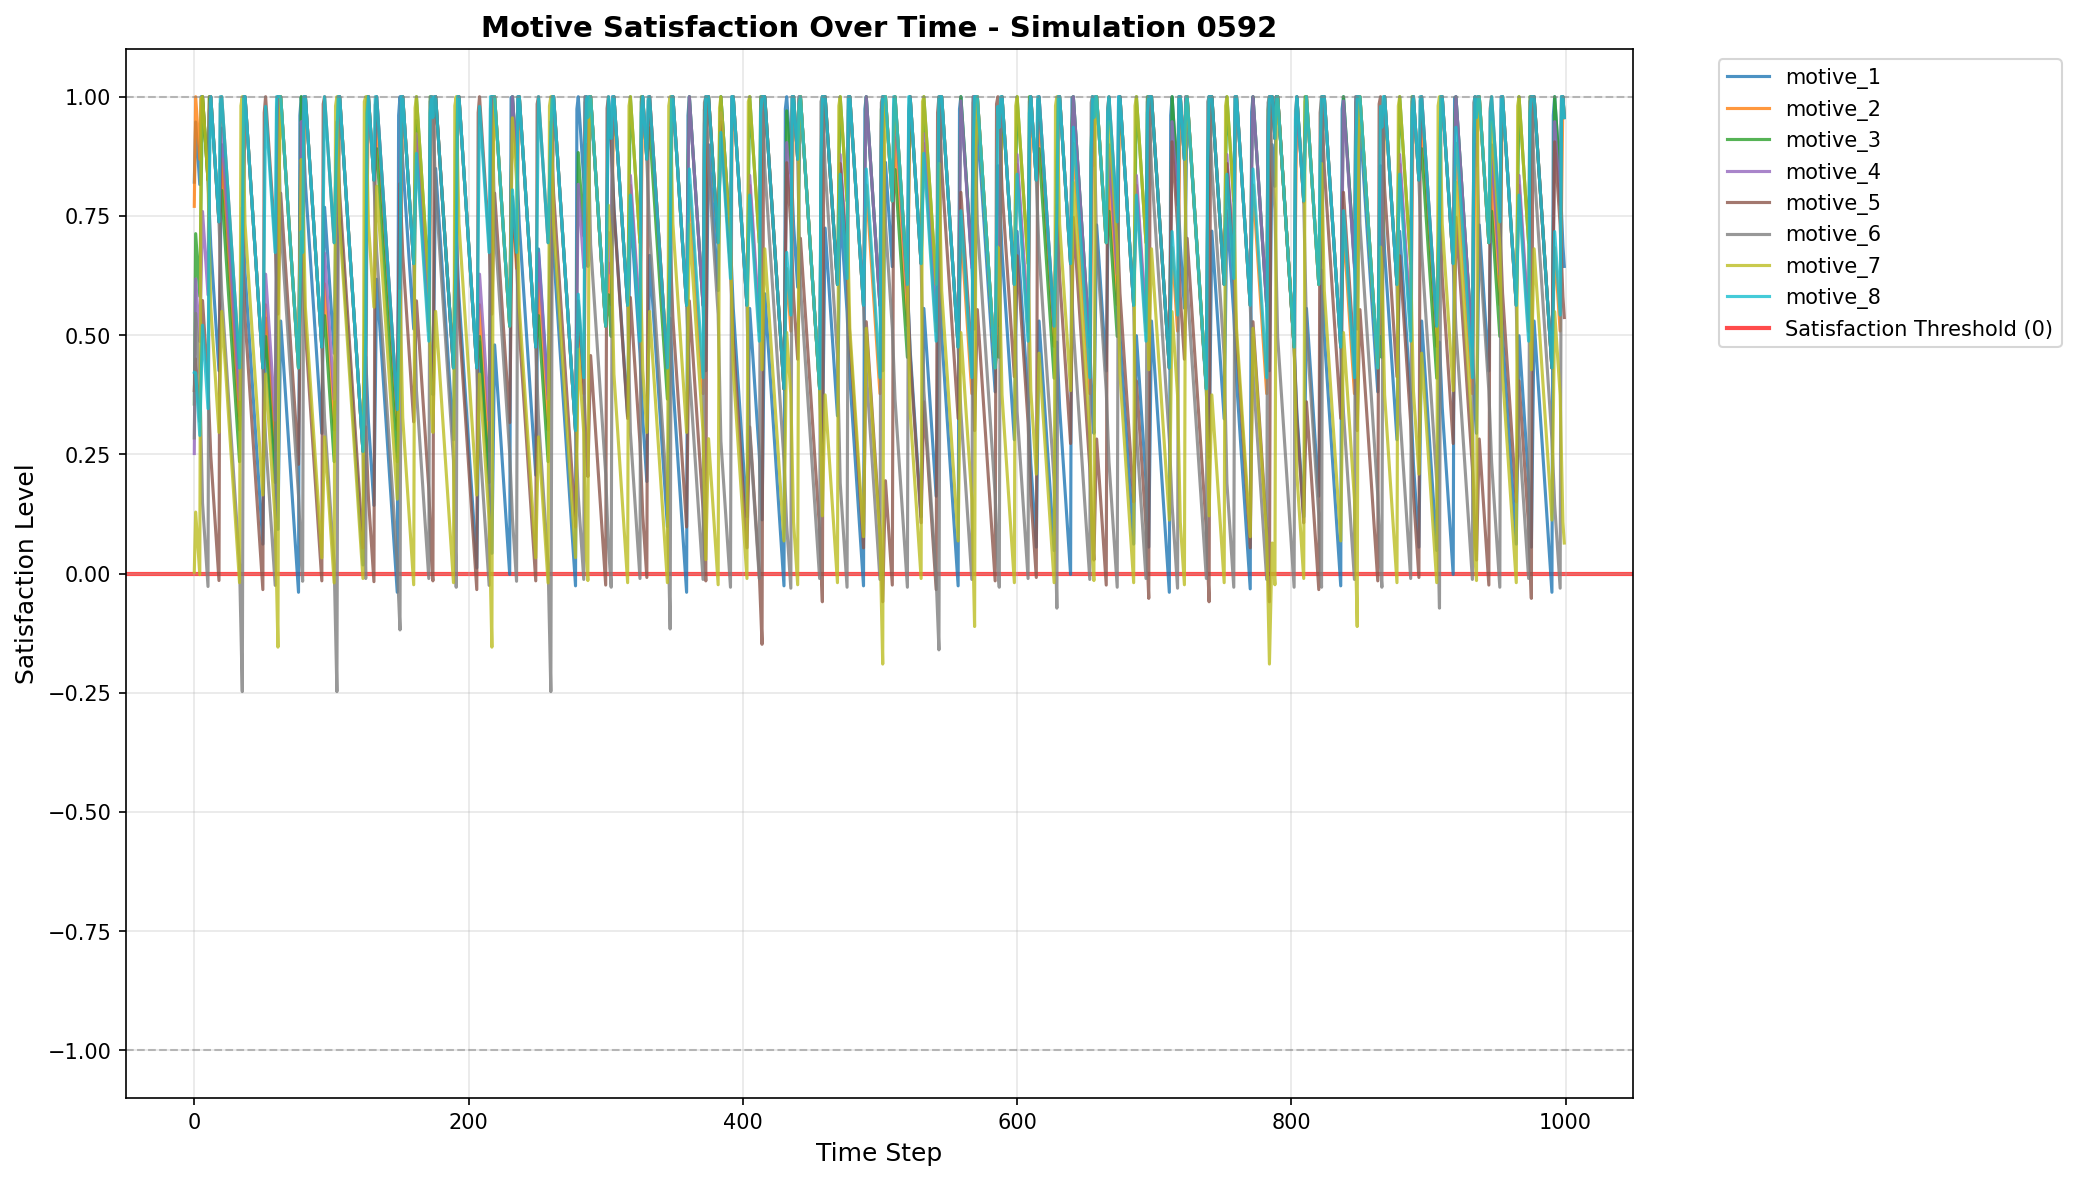 Motive Satisfaction Over Time - Simulation 0592
1.00
0.75
0.50
0.25
0.00
−0.25
−0.50
−0.75
−1.00
Satisfaction Level
0
200
400
600
800
1000
Time Step
motive_1
motive_2
motive_3
motive_4
motive_5
motive_6
motive_7
motive_8
Satisfaction Threshold (0)